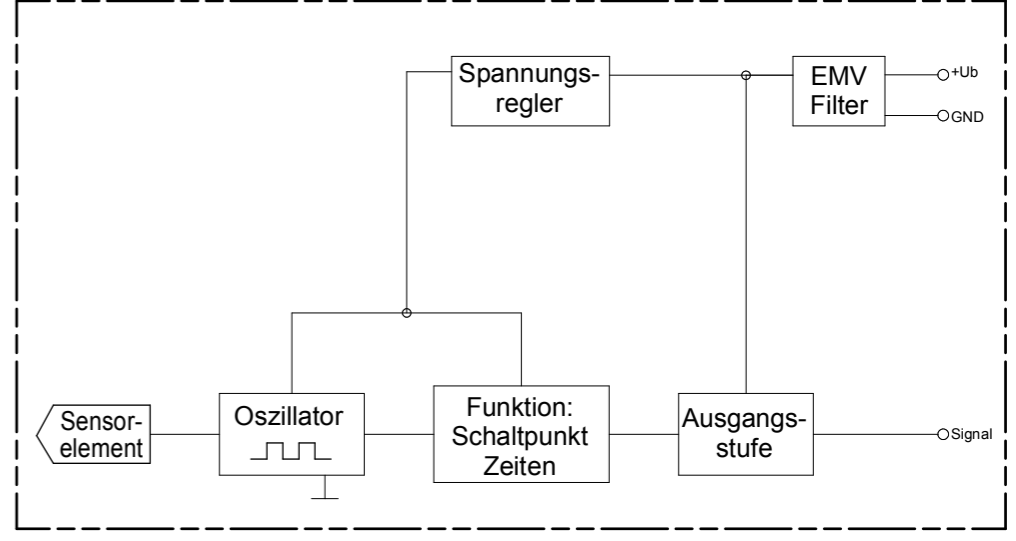 Spannungs-
regler
EMV
Filter
+Ub
GND
Sensor-
element
Oszillator
Funktion:
Schaltpunkt
Zeiten
Ausgangs-
stufe
Signal